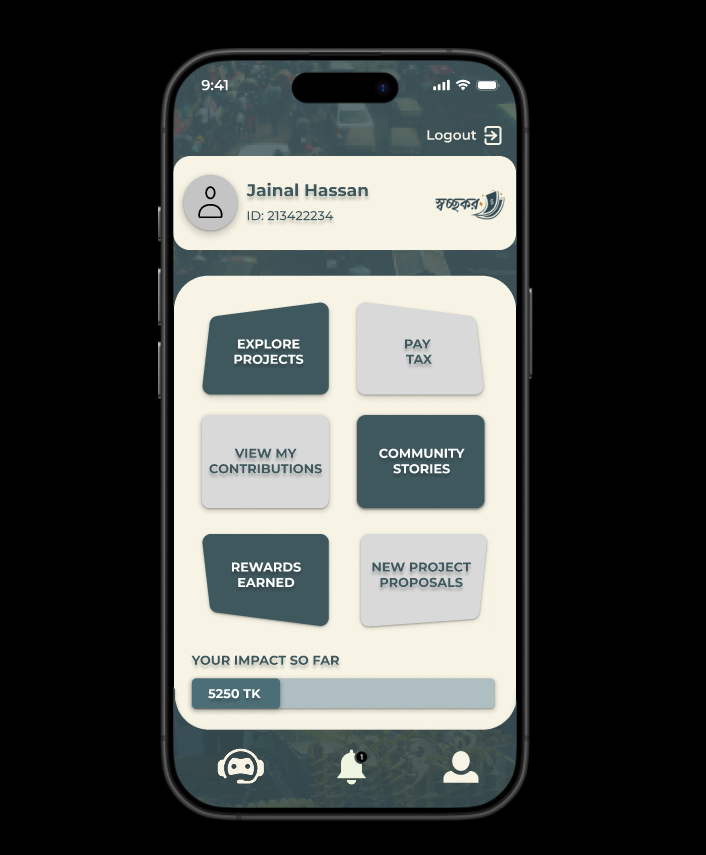 9:41
Logout
Jainal Hassan
ID: 213422234
স্বচ্ছকর
EXPLORE
PROJECTS
PAY
TAX
VIEW MY
CONTRIBUTIONS
COMMUNITY
STORIES
REWARDS
EARNED
NEW PROJECT
PROPOSALS
YOUR IMPACT SO FAR
5250 TK
1